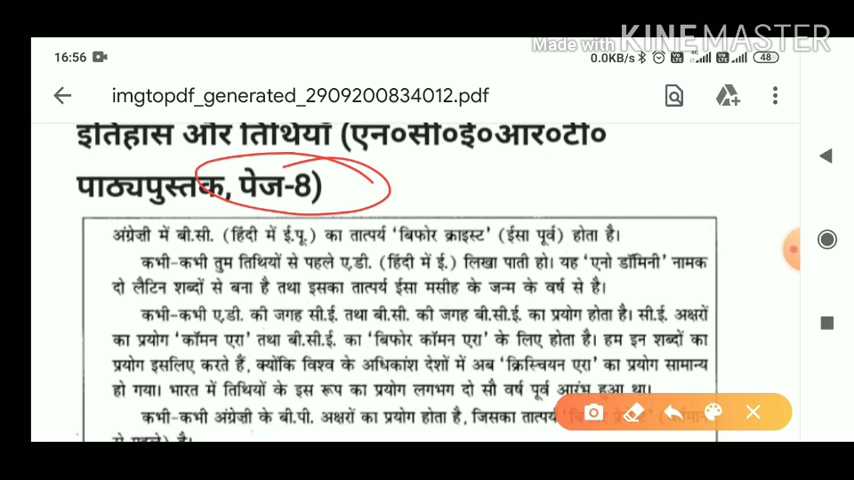 Made with KINEMASTER
16:56
0.0KB/s 4G 48
imgtopdf_generated_2909200834012.pdf
इतिहास और तिथियाँ (एन०सी०ई०आर०टी०
पाठ्यपुस्तक, पेज-8)
अंग्रेज़ी में बी.सी. (हिंदी में ई.पू.) का तात्पर्य ‘बिफोर क्राइस्ट’ (ईसा पूर्व) होता है।
कभी-कभी तुम तिथियों से पहले ए.डी. (हिंदी में ई.) लिखा पाती हो। यह ‘एनो डॉमिनी’ नामक
दो लैटिन शब्दों से बना है तथा इसका तात्पर्य ईसा मसीह के जन्म के वर्ष से है।
कभी-कभी ए.डी. की जगह सी.ई. तथा बी.सी. की जगह बी.सी.ई. का प्रयोग होता है। सी.ई. अक्षरों
का प्रयोग ‘कॉमन एरा’ तथा बी.सी.ई. का ‘बिफोर कॉमन एरा’ के लिए होता है। हम इन शब्दों का
प्रयोग इसलिए करते हैं, क्योंकि विश्व के अधिकांश देशों में अब ‘क्रिस्चियन एरा’ का प्रयोग सामान्य
हो गया। भारत में तिथियों के इस रूप का प्रयोग लगभग दो सौ वर्ष पूर्व आरंभ हुआ था।
कभी-कभी अंग्रेजी के बी.पी. अक्षरों का प्रयोग होता है, जिसका तात्पर्य
से पहले) है।